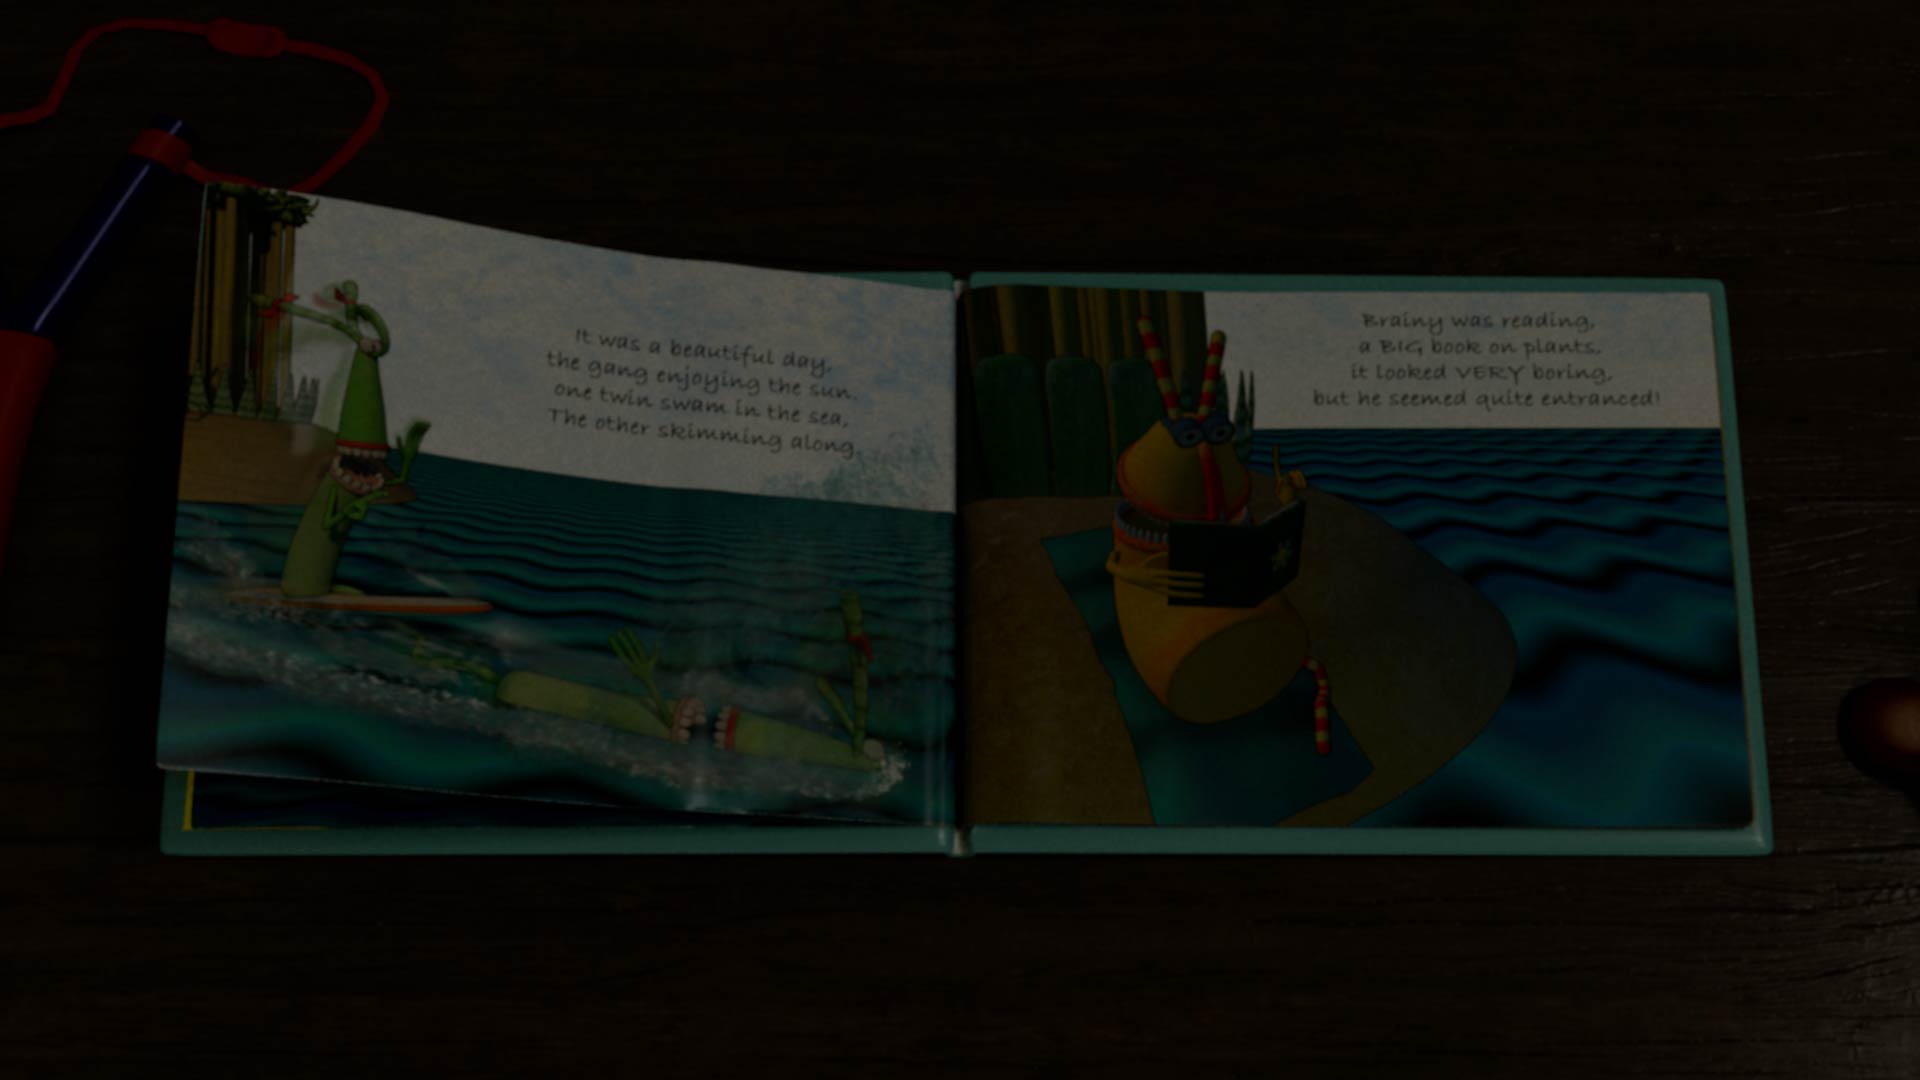 It was a beautiful day,
the gang enjoying the sun.
one twin swam in the sea,
The other skimming along
Brainy was reading,
a BIG book on plants,
it looked VERY boring,
but he seemed quite entranced!